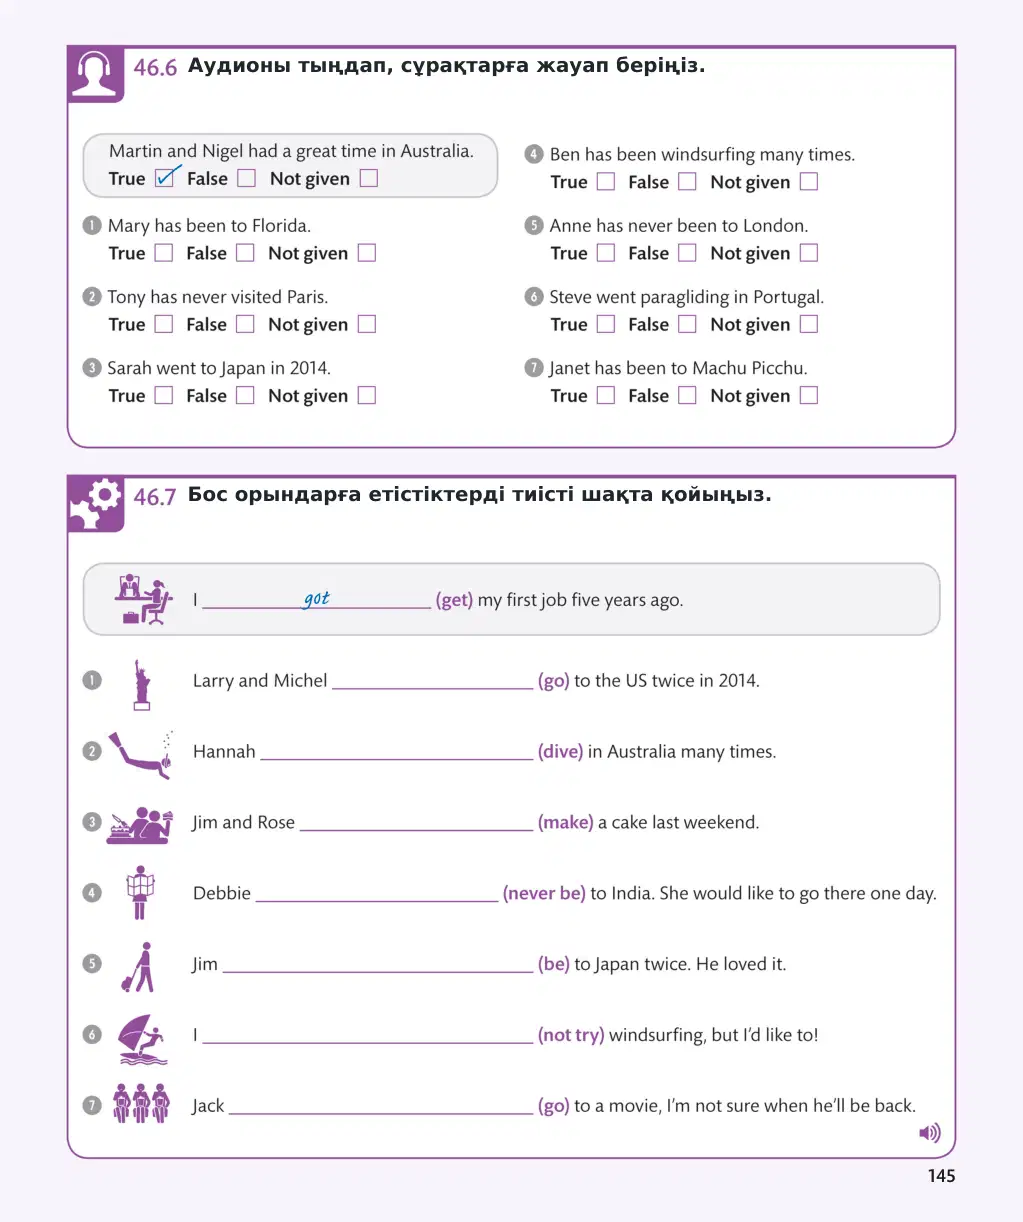 46.6 Аудионы тыңдап, сұрақтарға жауап беріңіз.
Martin and Nigel had a great time in Australia.
True ✓ False Not given
1 Mary has been to Florida.
True False Not given
2 Tony has never visited Paris.
True False Not given
3 Sarah went to Japan in 2014.
True False Not given
4 Ben has been windsurfing many times.
True False Not given
5 Anne has never been to London.
True False Not given
6 Steve went paragliding in Portugal.
True False Not given
7 Janet has been to Machu Picchu.
True False Not given
46.7 Бос орындарға етістіктерді тиісті шақта қойыңыз.
I got (get) my first job five years ago.
1 Larry and Michel (go) to the US twice in 2014.
2 Hannah (dive) in Australia many times.
3 Jim and Rose (make) a cake last weekend.
4 Debbie (never be) to India. She would like to go there one day.
5 Jim (be) to Japan twice. He loved it.
6 I (not try) windsurfing, but I'd like to!
7 Jack (go) to a movie, I'm not sure when he'll be back.
145